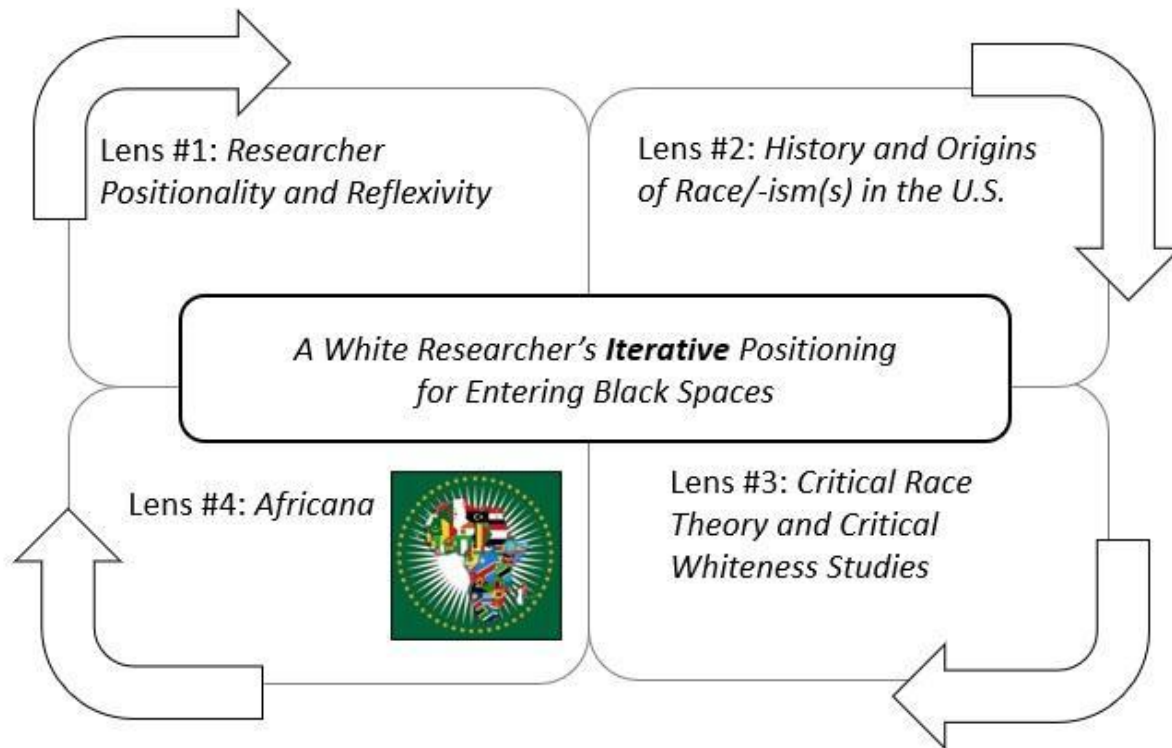 Lens #1: Researcher
Positionality and Reflexivity
Lens #2: History and Origins
of Race/-ism(s) in the U.S.
A White Researcher’s Iterative Positioning
for Entering Black Spaces
Lens #4: Africana
Lens #3: Critical Race
Theory and Critical
Whiteness Studies